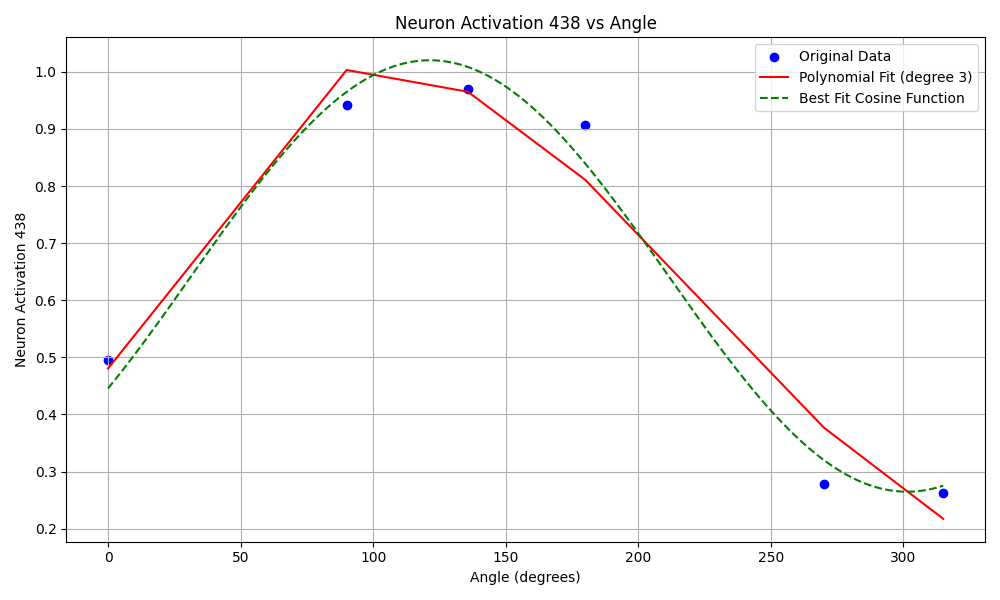 Neuron Activation 438 vs Angle
Original Data
Polynomial Fit (degree 3)
Best Fit Cosine Function
Neuron Activation 438
1.0
0.9
0.8
0.7
0.6
0.5
0.4
0.3
0.2
0 50 100 150 200 250 300
Angle (degrees)